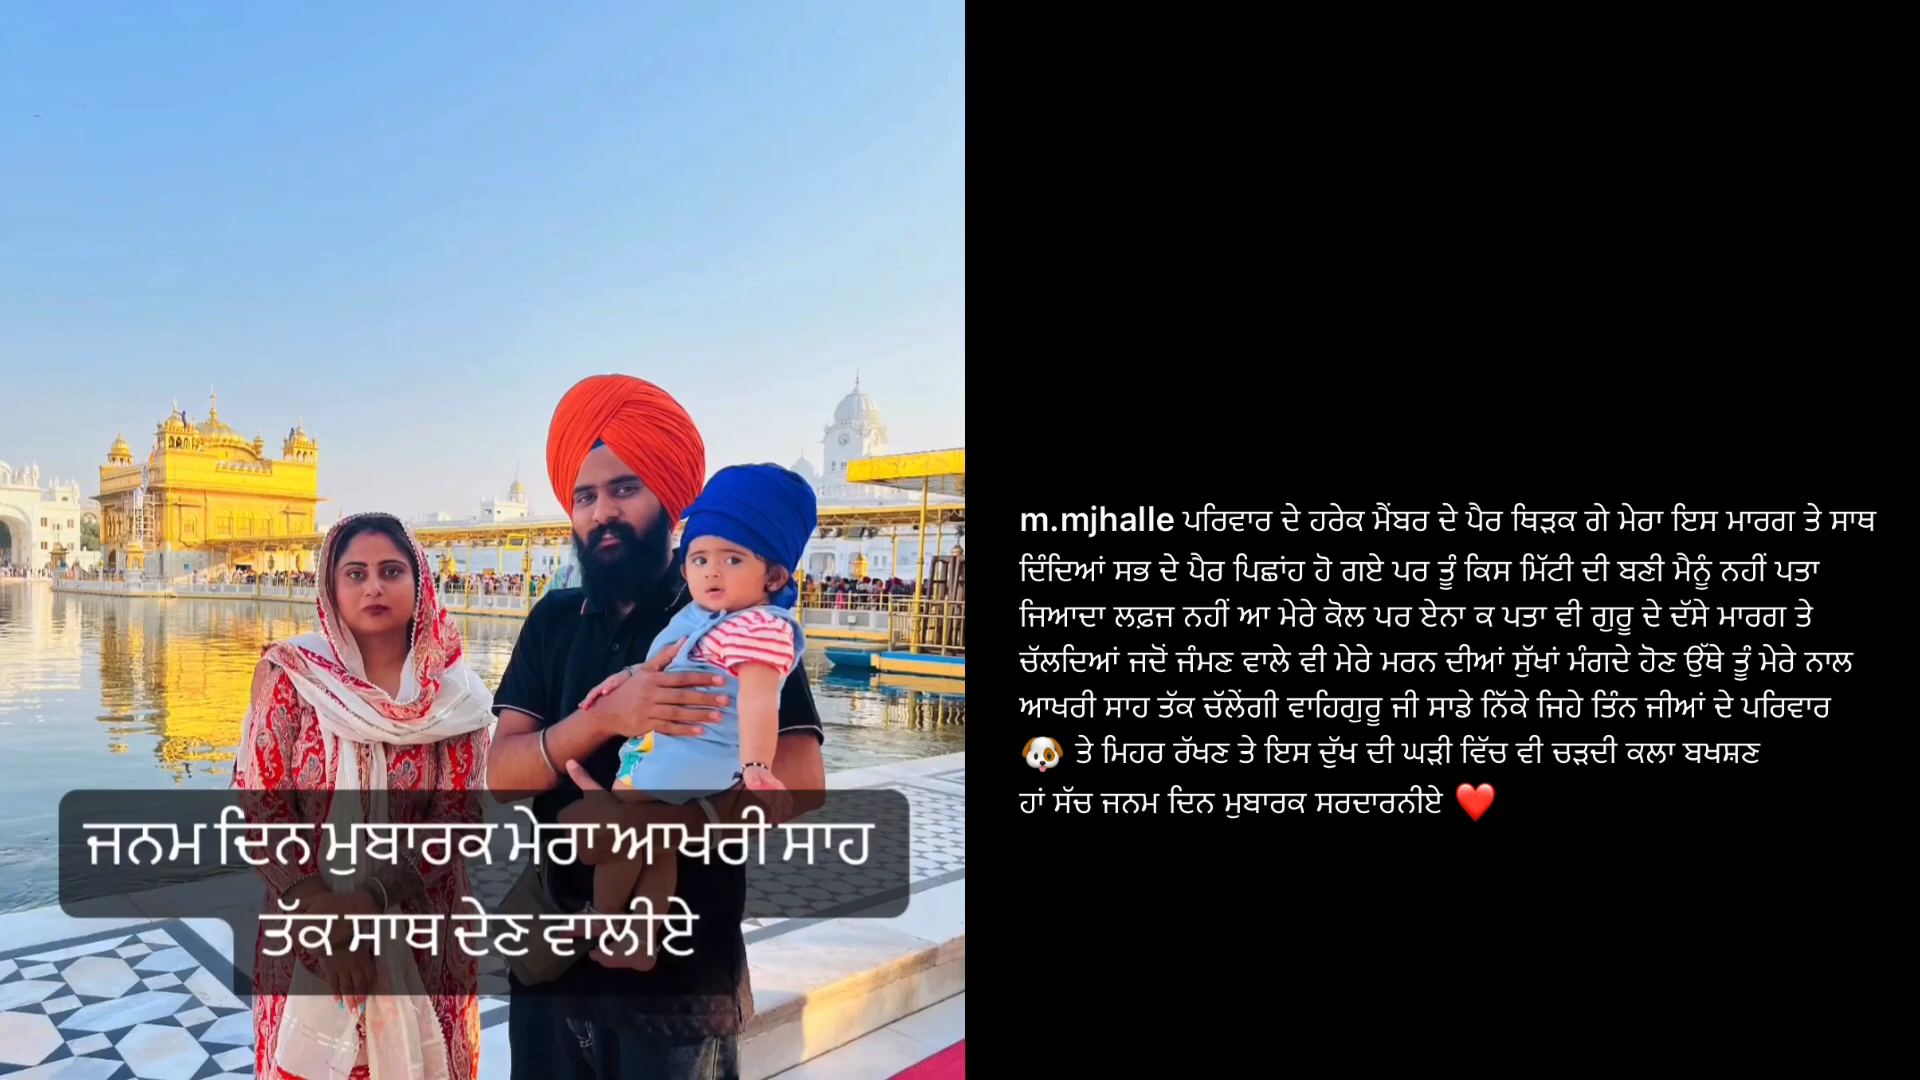 ਜਨਮ ਦਿਨ ਮੁਬਾਰਕ ਮੇਰਾ ਆਖਰੀ ਸਾਹ
ਤੱਕ ਸਾਥ ਦੇਣ ਵਾਲੀਏ
m.mjhalle ਪਰਿਵਾਰ ਦੇ ਹਰੇਕ ਮੈਂਬਰ ਦੇ ਪੈਰ ਥਿੜਕ ਗੇ ਮੇਰਾ ਇਸ ਮਾਰਗ ਤੇ ਸਾਥ
ਦਿੰਦਿਆਂ ਸਭ ਦੇ ਪੈਰ ਪਿਛਾਂਹ ਹੋ ਗਏ ਪਰ ਤੂੰ ਕਿਸ ਮਿੱਟੀ ਦੀ ਬਣੀ ਮੈਨੂੰ ਨਹੀਂ ਪਤਾ
ਜਿਆਦਾ ਲਫ਼ਜ ਨਹੀਂ ਆ ਮੇਰੇ ਕੋਲ ਪਰ ਏਨਾ ਕ ਪਤਾ ਵੀ ਗੁਰੂ ਦੇ ਦੱਸੇ ਮਾਰਗ ਤੇ
ਚੱਲਦਿਆਂ ਜਦੋਂ ਜੰਮਣ ਵਾਲੇ ਵੀ ਮੇਰੇ ਮਰਨ ਦੀਆਂ ਸੁੱਖਾਂ ਮੰਗਦੇ ਹੋਣ ਉੱਥੇ ਤੂੰ ਮੇਰੇ ਨਾਲ
ਆਖਰੀ ਸਾਹ ਤੱਕ ਚੱਲੇਂਗੀ ਵਾਹਿਗੁਰੂ ਜੀ ਸਾਡੇ ਨਿੱਕੇ ਜਿਹੇ ਤਿੰਨ ਜੀਆਂ ਦੇ ਪਰਿਵਾਰ
🐶 ਤੇ ਮਿਹਰ ਰੱਖਣ ਤੇ ਇਸ ਦੁੱਖ ਦੀ ਘੜੀ ਵਿੱਚ ਵੀ ਚੜਦੀ ਕਲਾ ਬਖਸ਼ਣ
ਹਾਂ ਸੱਚ ਜਨਮ ਦਿਨ ਮੁਬਾਰਕ ਸਰਦਾਰਨੀਏ ❤️